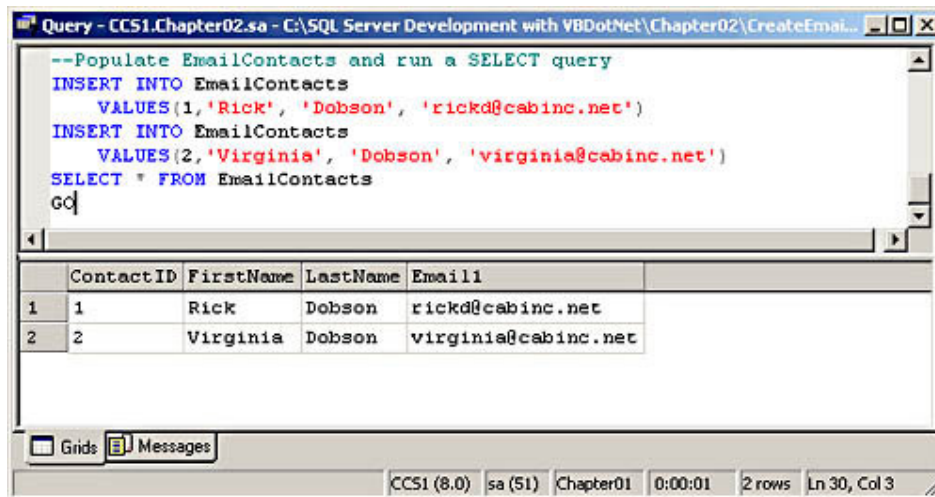 Query - CCS1.Chapter02.sa - C:\SQL Server Development with VBDotNet\Chapter02\CreateEmai...
--Populate EmailContacts and run a SELECT query
INSERT INTO EmailContacts
VALUES(1,'Rick', 'Dobson', 'rickd@cabinc.net')
INSERT INTO EmailContacts
VALUES(2,'Virginia', 'Dobson', 'virginia@cabinc.net')
SELECT * FROM EmailContacts
GO
ContactID FirstName LastName Email1
1 1 Rick Dobson rickd@cabinc.net
2 2 Virginia Dobson virginia@cabinc.net
Grids Messages
CCS1 (8.0) sa (51) Chapter01 0:00:01 2 rows Ln 30, Col 3